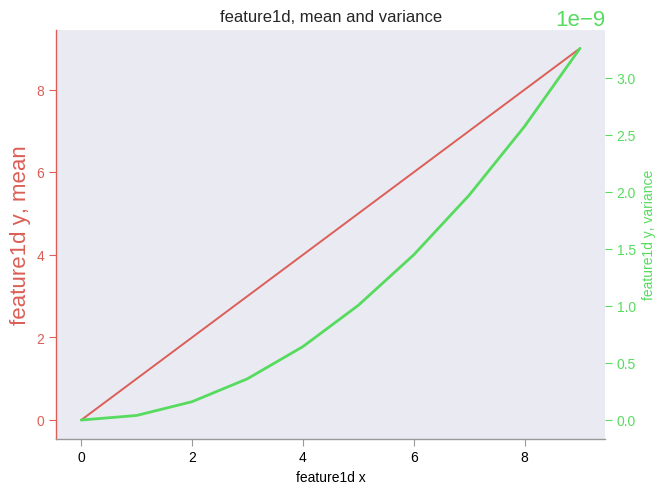 feature1d, mean and variance
1e−9
feature1d y, mean
8
6
4
2
0
3.0
2.5
2.0
1.5
1.0
0.5
0.0
feature1d y, variance
0 2 4 6 8
feature1d x